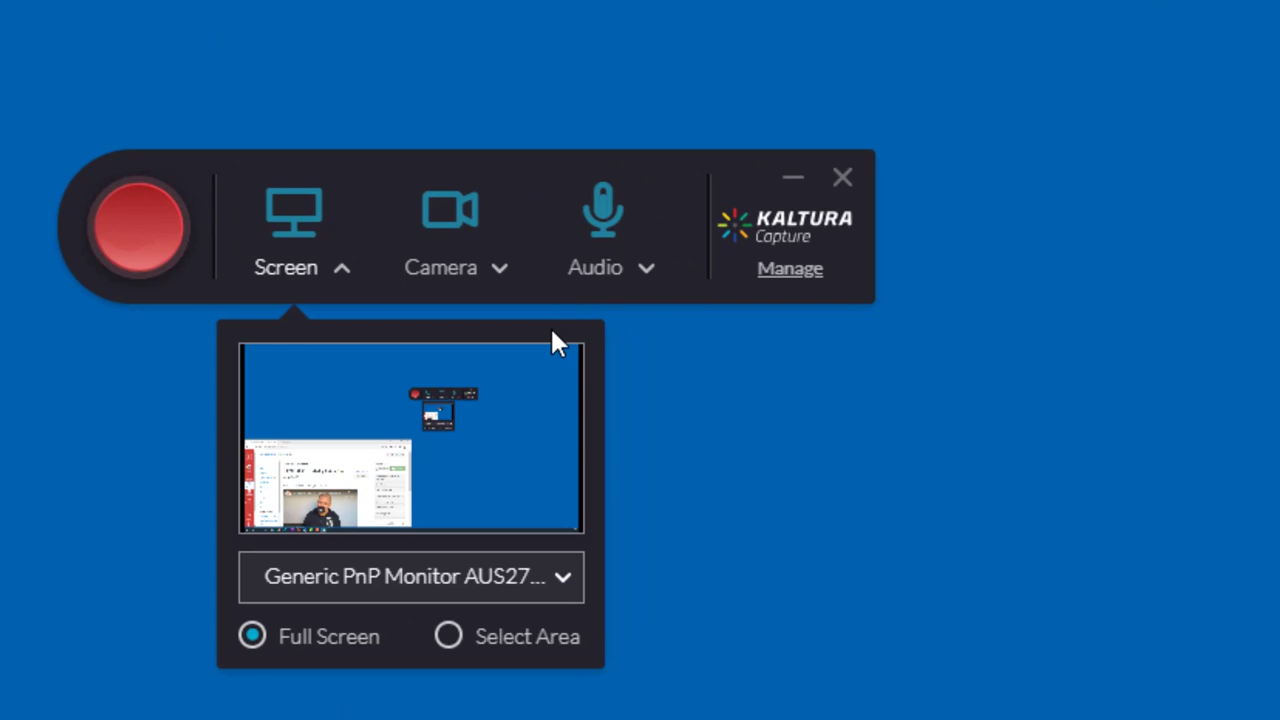 Screen
Camera
Audio
KALTURA
Capture
Manage
Generic PnP Monitor AUS27...
Full Screen
Select Area